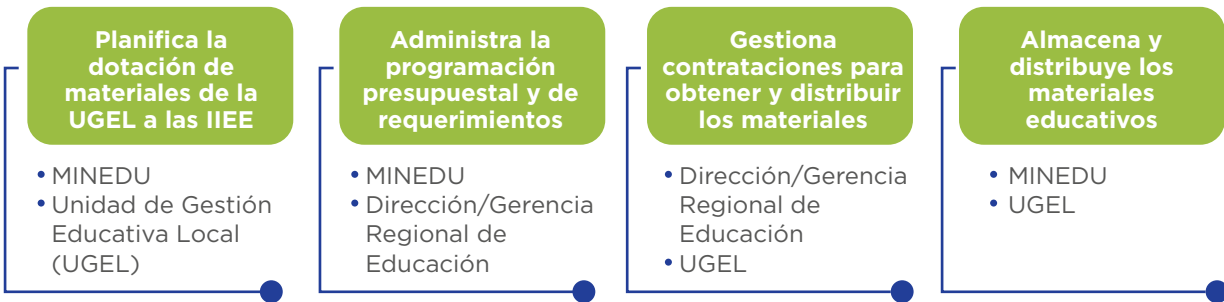 Planifica la
dotación de
materiales de la
UGEL a las IIEE
• MINEDU
• Unidad de Gestión
Educativa Local
(UGEL)
Administra la
programación
presupuestal y de
requerimientos
• MINEDU
• Dirección/Gerencia
Regional de
Educación
Gestiona
contrataciones para
obtener y distribuir
los materiales
• Dirección/Gerencia
Regional de
Educación
• UGEL
Almacena y
distribuye los
materiales
educativos
• MINEDU
• UGEL